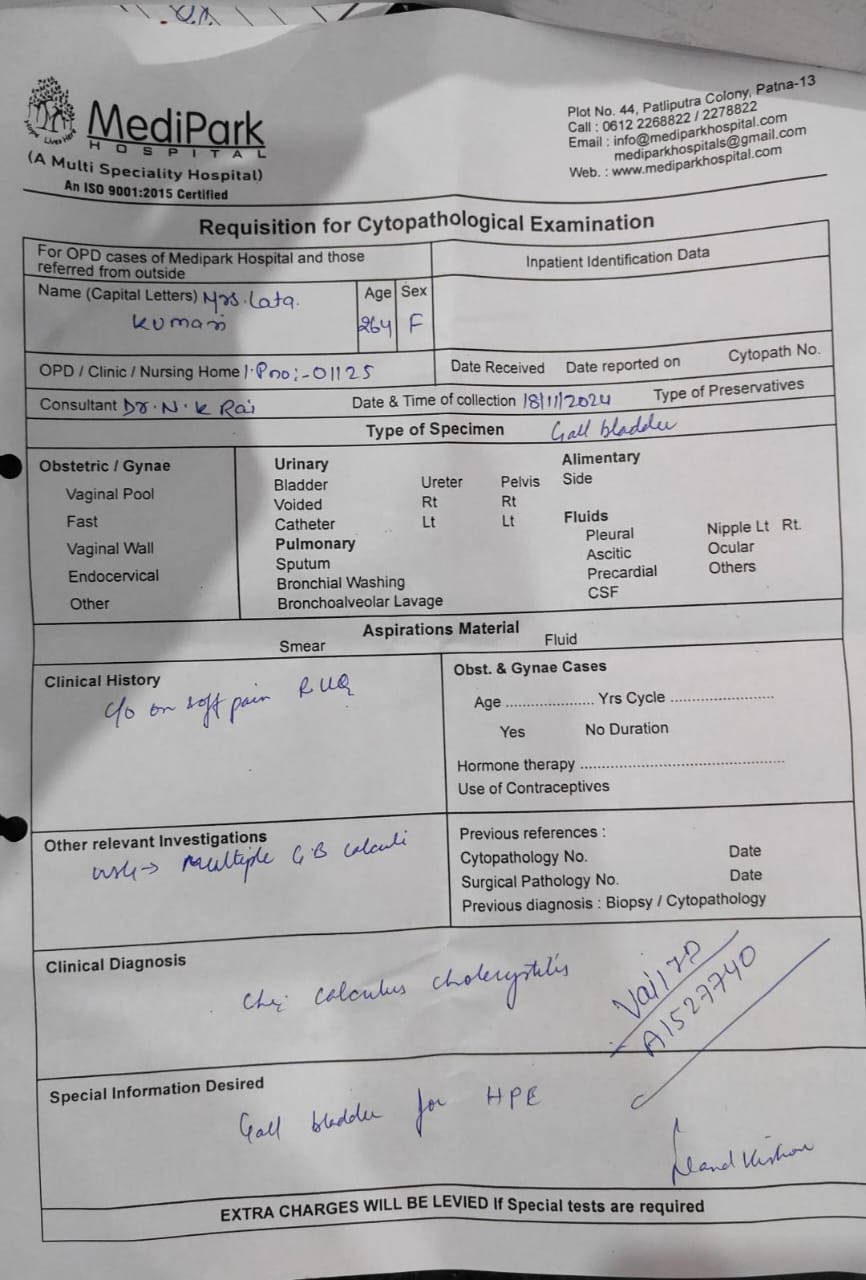 MediPark
HOSPITAL
(A Multi Speciality Hospital)
An ISO 9001:2015 Certified
Plot No. 44, Patliputra Colony, Patna-13
Call : 0612 2268822 / 2278822
Email : info@mediparkhospital.com
mediparkhospitals@gmail.com
Web. : www.mediparkhospital.com
Requisition for Cytopathological Examination
For OPD cases of Medipark Hospital and those
referred from outside
Inpatient Identification Data
Name (Capital Letters) Mrs. Lata
Kumari
Age Sex
26y F
OPD / Clinic / Nursing Home I.P no:-01125
Date Received Date reported on Cytopath No.
Consultant Dr. N. K Rai Date & Time of collection 18/11/2024 Type of Preservatives
Type of Specimen Gall bladder
Obstetric / Gynae
Vaginal Pool
Fast
Vaginal Wall
Endocervical
Other
Urinary
Bladder Ureter Pelvis
Voided Rt Rt
Catheter Lt Lt
Pulmonary
Sputum
Bronchial Washing
Bronchoalveolar Lavage
Alimentary
Side
Fluids
Pleural Nipple Lt Rt.
Ascitic Ocular
Precardial Others
CSF
Aspirations Material
Smear Fluid
Clinical History
c/o on & off pain RUQ
Obst. & Gynae Cases
Age .................... Yrs Cycle ........................
Yes No Duration
Hormone therapy ...............................................
Use of Contraceptives
Other relevant Investigations
USG → Multiple GB calculi
Previous references :
Cytopathology No. Date
Surgical Pathology No. Date
Previous diagnosis : Biopsy / Cytopathology
Clinical Diagnosis
calculus cholecystitis
A1527740
Special Information Desired
Gall bladder for HPE
Nand Kishor
EXTRA CHARGES WILL BE LEVIED If Special tests are required